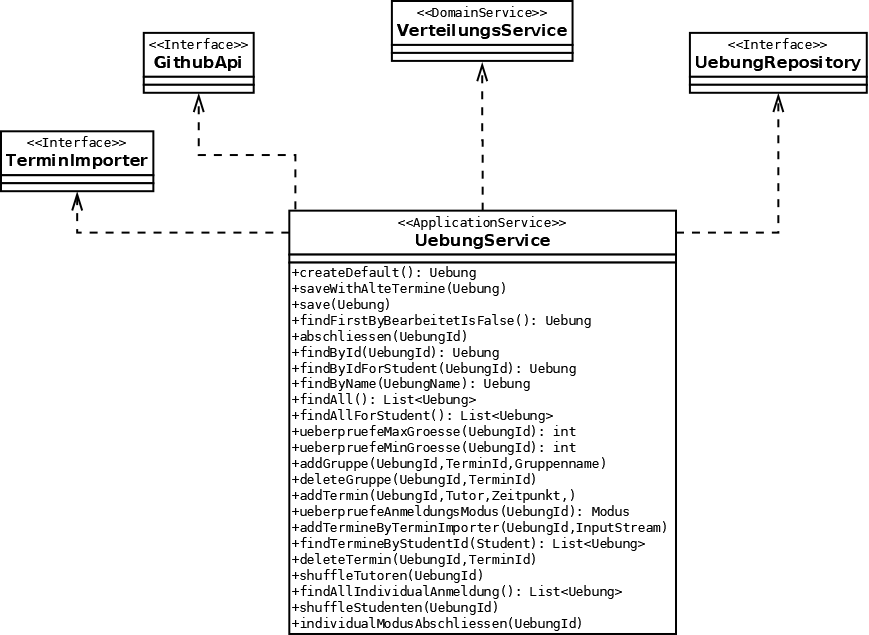 <<DomainService>>
VerteilungsService
<<Interface>>
GithubApi
<<Interface>>
UebungRepository
<<Interface>>
TerminImporter
<<ApplicationService>>
UebungService
+createDefault(): Uebung
+saveWithAlteTermine(Uebung)
+save(Uebung)
+findFirstByBearbeitetIsFalse(): Uebung
+abschliessen(UebungId)
+findById(UebungId): Uebung
+findByIdForStudent(UebungId): Uebung
+findByName(UebungName): Uebung
+findAll(): List<Uebung>
+findAllForStudent(): List<Uebung>
+ueberpruefeMaxGroesse(UebungId): int
+ueberpruefeMinGroesse(UebungId): int
+addGruppe(UebungId,TerminId,Gruppenname)
+deleteGruppe(UebungId,TerminId)
+addTermin(UebungId,Tutor,Zeitpunkt,)
+ueberpruefeAnmeldungsModus(UebungId): Modus
+addTermineByTerminImporter(UebungId,InputStream)
+findTermineByStudentId(Student): List<Uebung>
+deleteTermin(UebungId,TerminId)
+shuffleTutoren(UebungId)
+findAllIndividualAnmeldung(): List<Uebung>
+shuffleStudenten(UebungId)
+individualModusAbschliessen(UebungId)